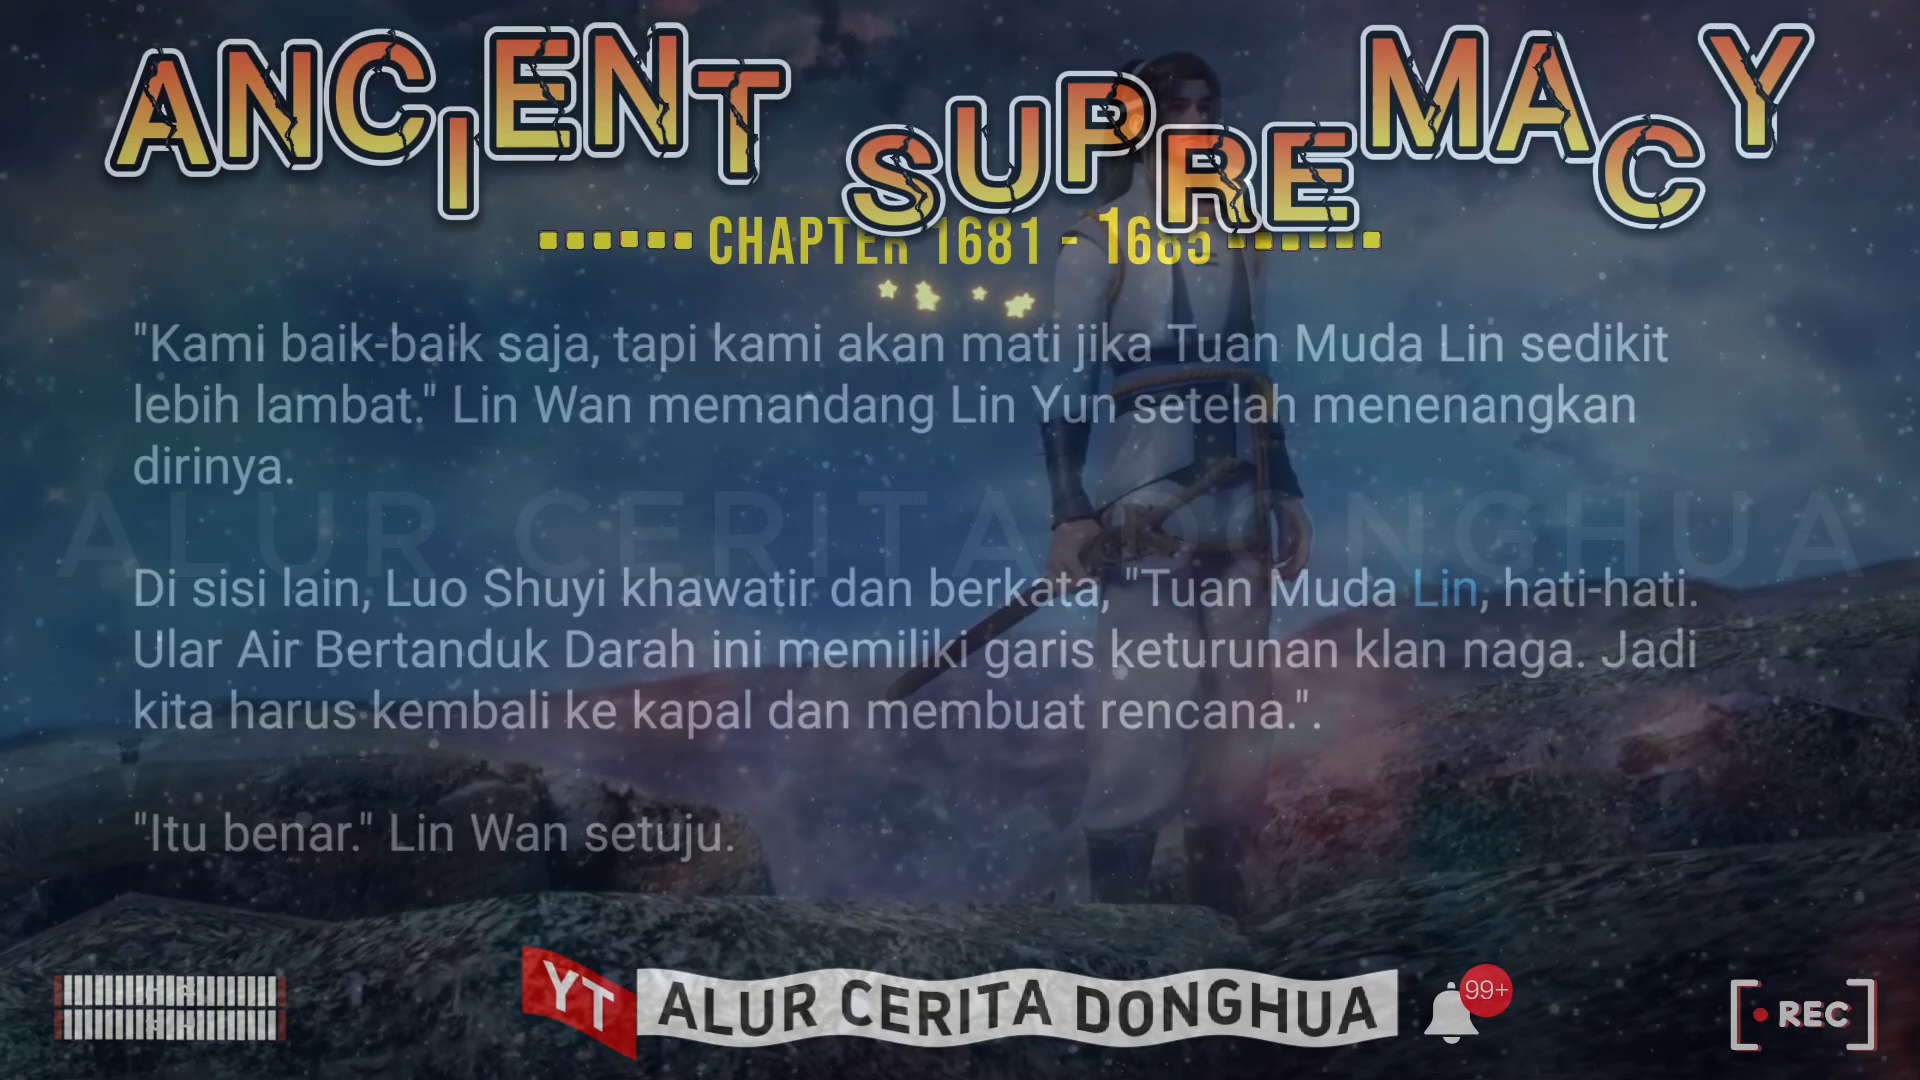 ANCIENT SUPREMACY
CHAPTER 1681 - 1685
"Kami baik-baik saja, tapi kami akan mati jika Tuan Muda Lin sedikit
lebih lambat." Lin Wan memandang Lin Yun setelah menenangkan
dirinya.
ALUR CERITA DONGHUA
Di sisi lain, Luo Shuyi khawatir dan berkata, "Tuan Muda Lin, hati-hati.
Ular Air Bertanduk Darah ini memiliki garis keturunan klan naga. Jadi
kita harus kembali ke kapal dan membuat rencana.".
"Itu benar." Lin Wan setuju.
YT ALUR CERITA DONGHUA 99+
REC